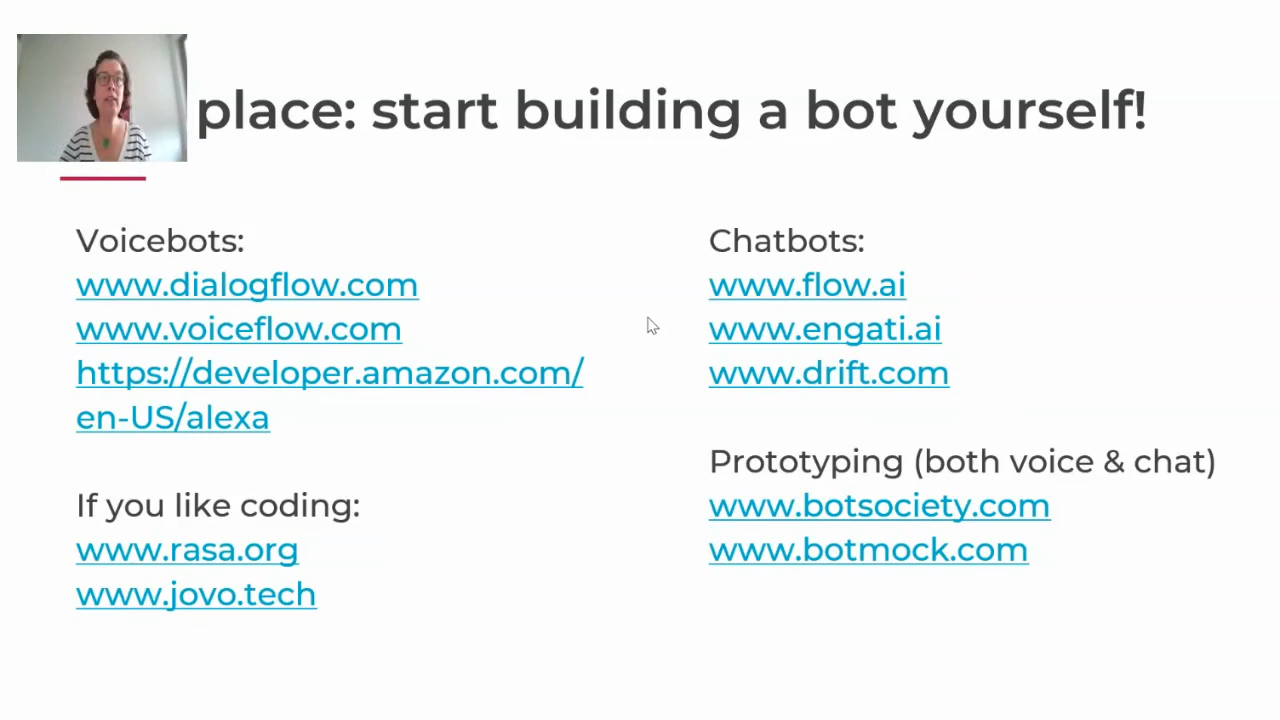 place: start building a bot yourself!
Voicebots:
www.dialogflow.com
www.voiceflow.com
https://developer.amazon.com/
en-US/alexa
If you like coding:
www.rasa.org
www.jovo.tech
Chatbots:
www.flow.ai
www.engati.ai
www.drift.com
Prototyping (both voice & chat)
www.botsociety.com
www.botmock.com